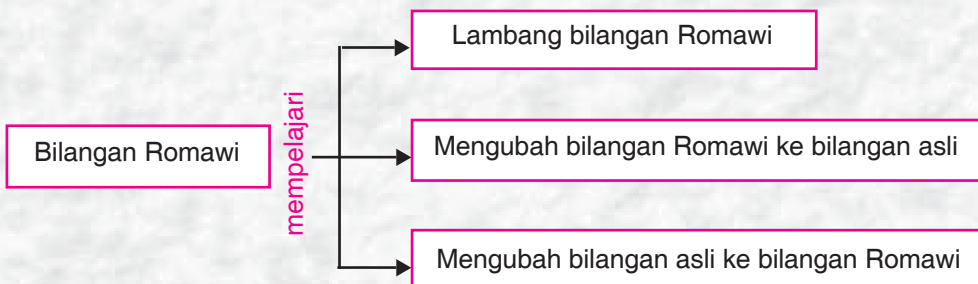 Bilangan Romawi
mempelajari
Lambang bilangan Romawi
Mengubah bilangan Romawi ke bilangan asli
Mengubah bilangan asli ke bilangan Romawi